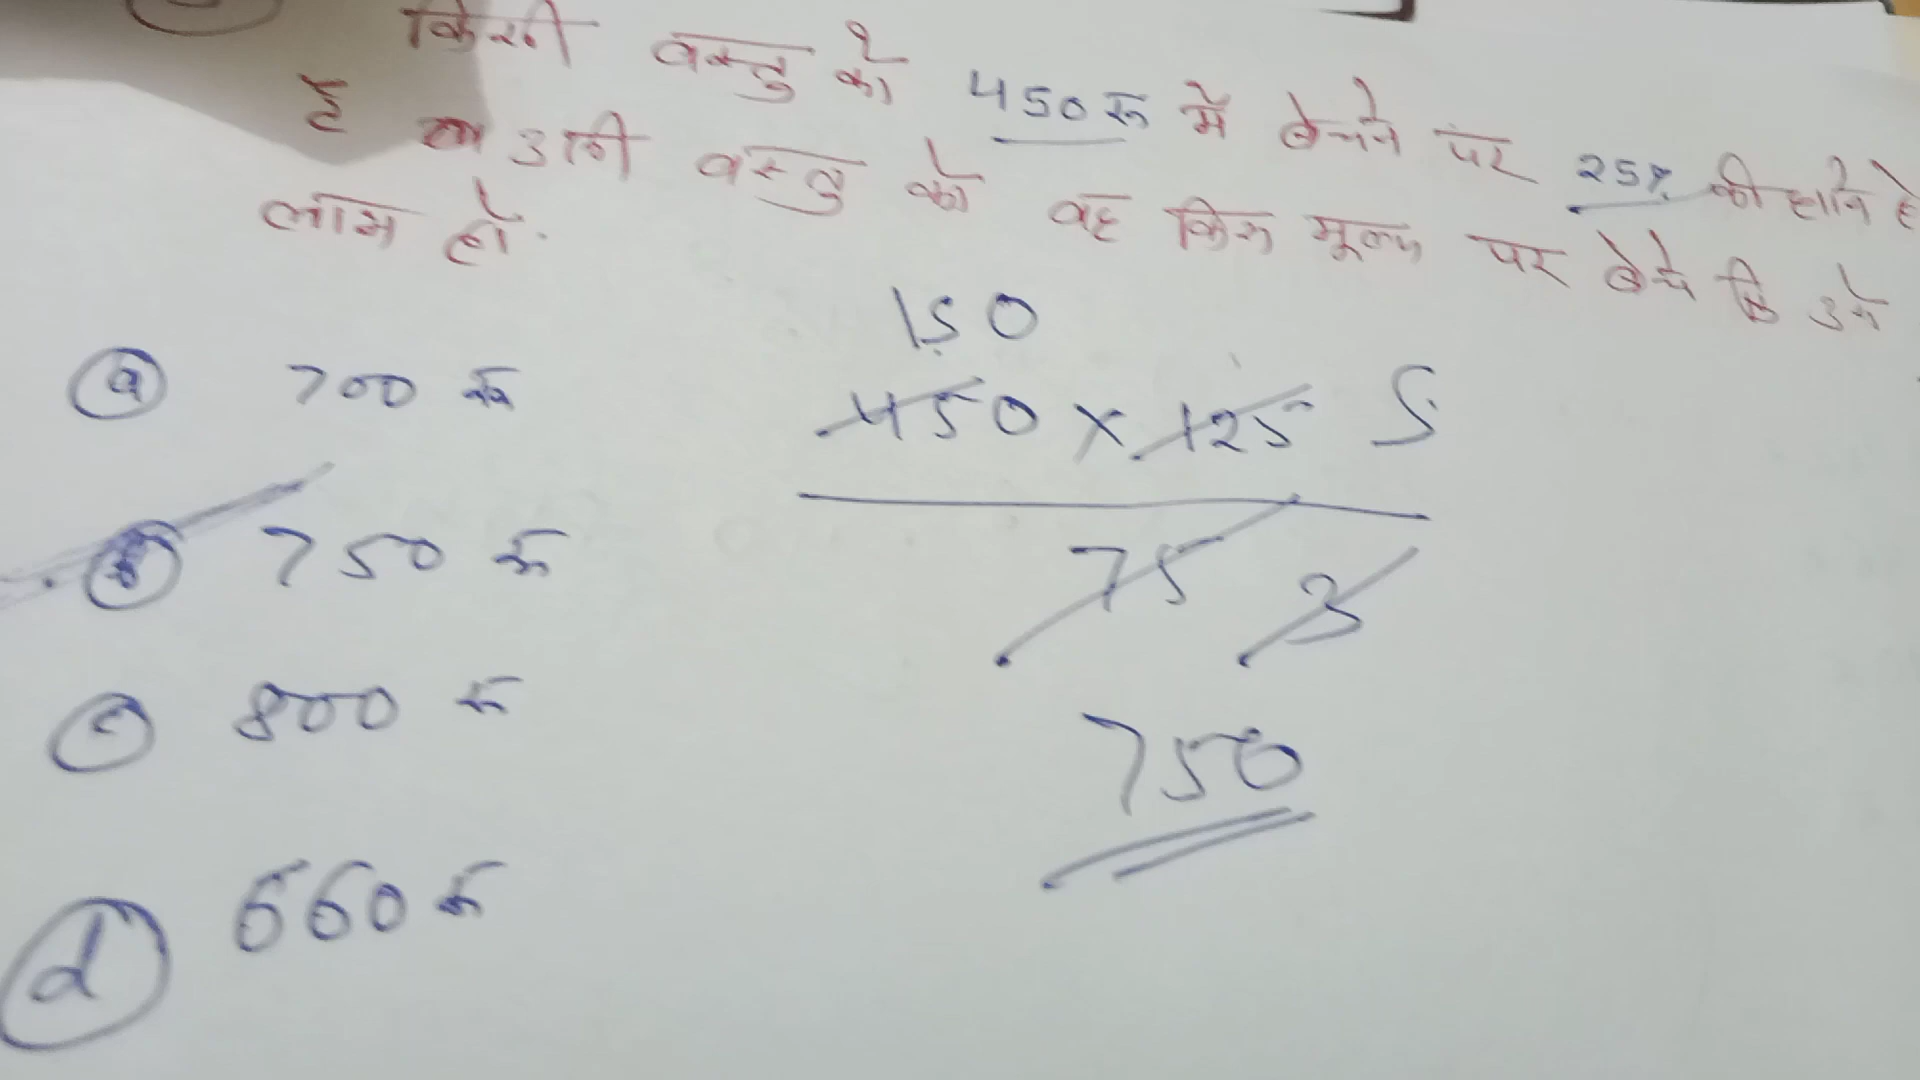 किसी वस्तु को 450 रू में बेचने पर 25% की हानि
है उसी वस्तु को वह किस मूल्य पर बेचे कि उसे
लाभ हो.
150
450 × 125 5
75 3
750
(a) 700 रू
(b) 750 रू
(c) 800 रू
(d) 660 रू